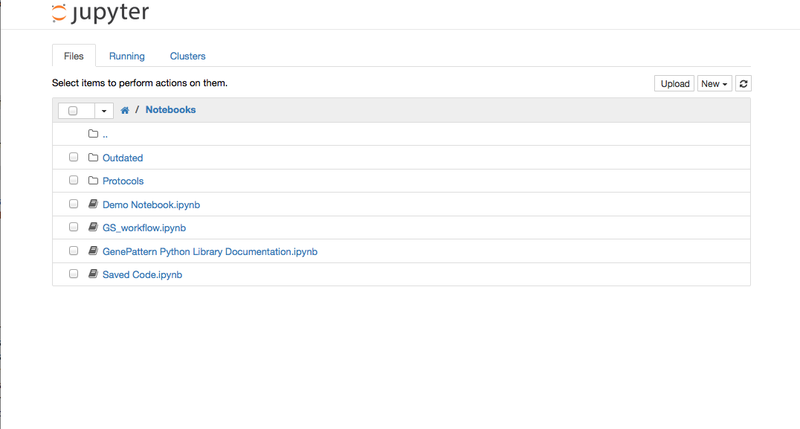 jupyter
Files Running Clusters
Select items to perform actions on them. Upload New
/ Notebooks
..
Outdated
Protocols
Demo Notebook.ipynb
GS_workflow.ipynb
GenePattern Python Library Documentation.ipynb
Saved Code.ipynb